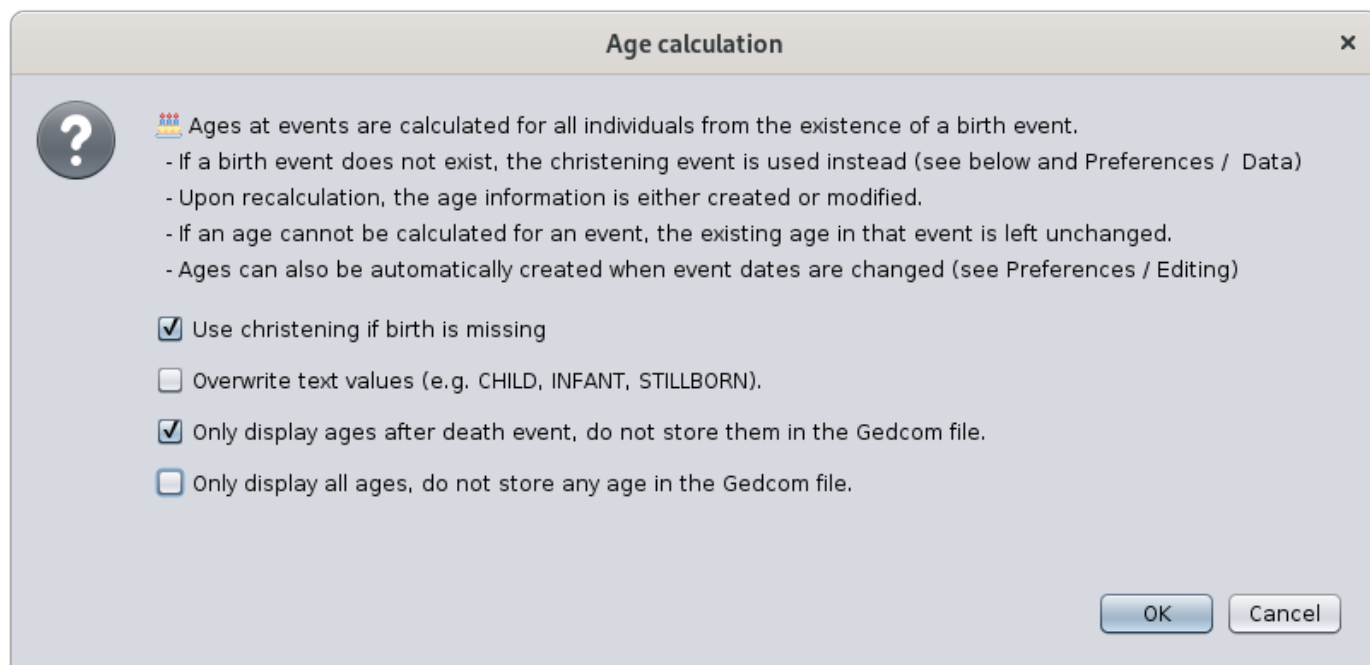 Age calculation
Ages at events are calculated for all individuals from the existence of a birth event.
- If a birth event does not exist, the christening event is used instead (see below and Preferences / Data)
- Upon recalculation, the age information is either created or modified.
- If an age cannot be calculated for an event, the existing age in that event is left unchanged.
- Ages can also be automatically created when event dates are changed (see Preferences / Editing)
Use christening if birth is missing
Overwrite text values (e.g. CHILD, INFANT, STILLBORN).
Only display ages after death event, do not store them in the Gedcom file.
Only display all ages, do not store any age in the Gedcom file.
OK Cancel